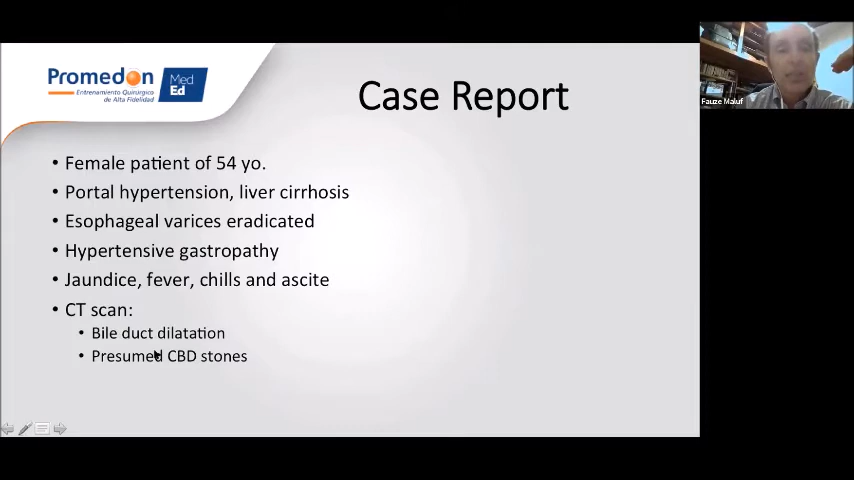 Promedon
Entrenamiento Quirúrgico
de Alta Fidelidad
Med
Ed
Case Report
Fauze Maluf
• Female patient of 54 yo.
• Portal hypertension, liver cirrhosis
• Esophageal varices eradicated
• Hypertensive gastropathy
• Jaundice, fever, chills and ascite
• CT scan:
• Bile duct dilatation
• Presumed CBD stones